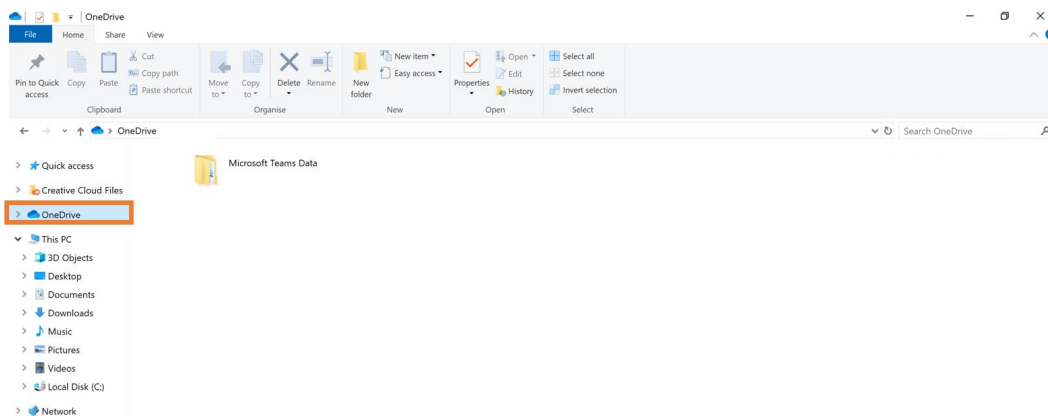 OneDrive
File Home Share View
Pin to Quick access
Copy
Paste
Cut
Copy path
Paste shortcut
Clipboard
Move to
Copy to
Delete
Rename
Organise
New folder
New item
Easy access
New
Properties
Open
Edit
History
Open
Select all
Select none
Invert selection
Select
OneDrive
Search OneDrive
Quick access
Creative Cloud Files
OneDrive
This PC
3D Objects
Desktop
Documents
Downloads
Music
Pictures
Videos
Local Disk (C:)
Network
Microsoft Teams Data